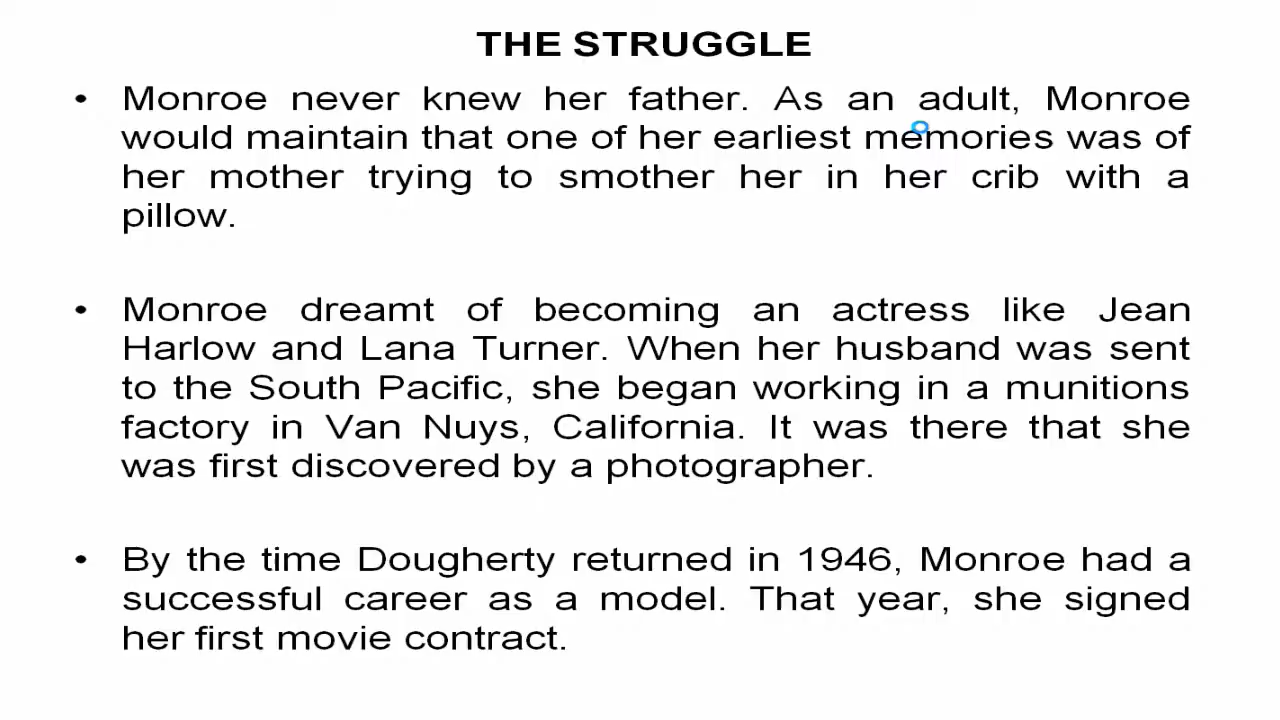 THE STRUGGLE
• Monroe never knew her father. As an adult, Monroe
would maintain that one of her earliest memories was of
her mother trying to smother her in her crib with a
pillow.
• Monroe dreamt of becoming an actress like Jean
Harlow and Lana Turner. When her husband was sent
to the South Pacific, she began working in a munitions
factory in Van Nuys, California. It was there that she
was first discovered by a photographer.
• By the time Dougherty returned in 1946, Monroe had a
successful career as a model. That year, she signed
her first movie contract.